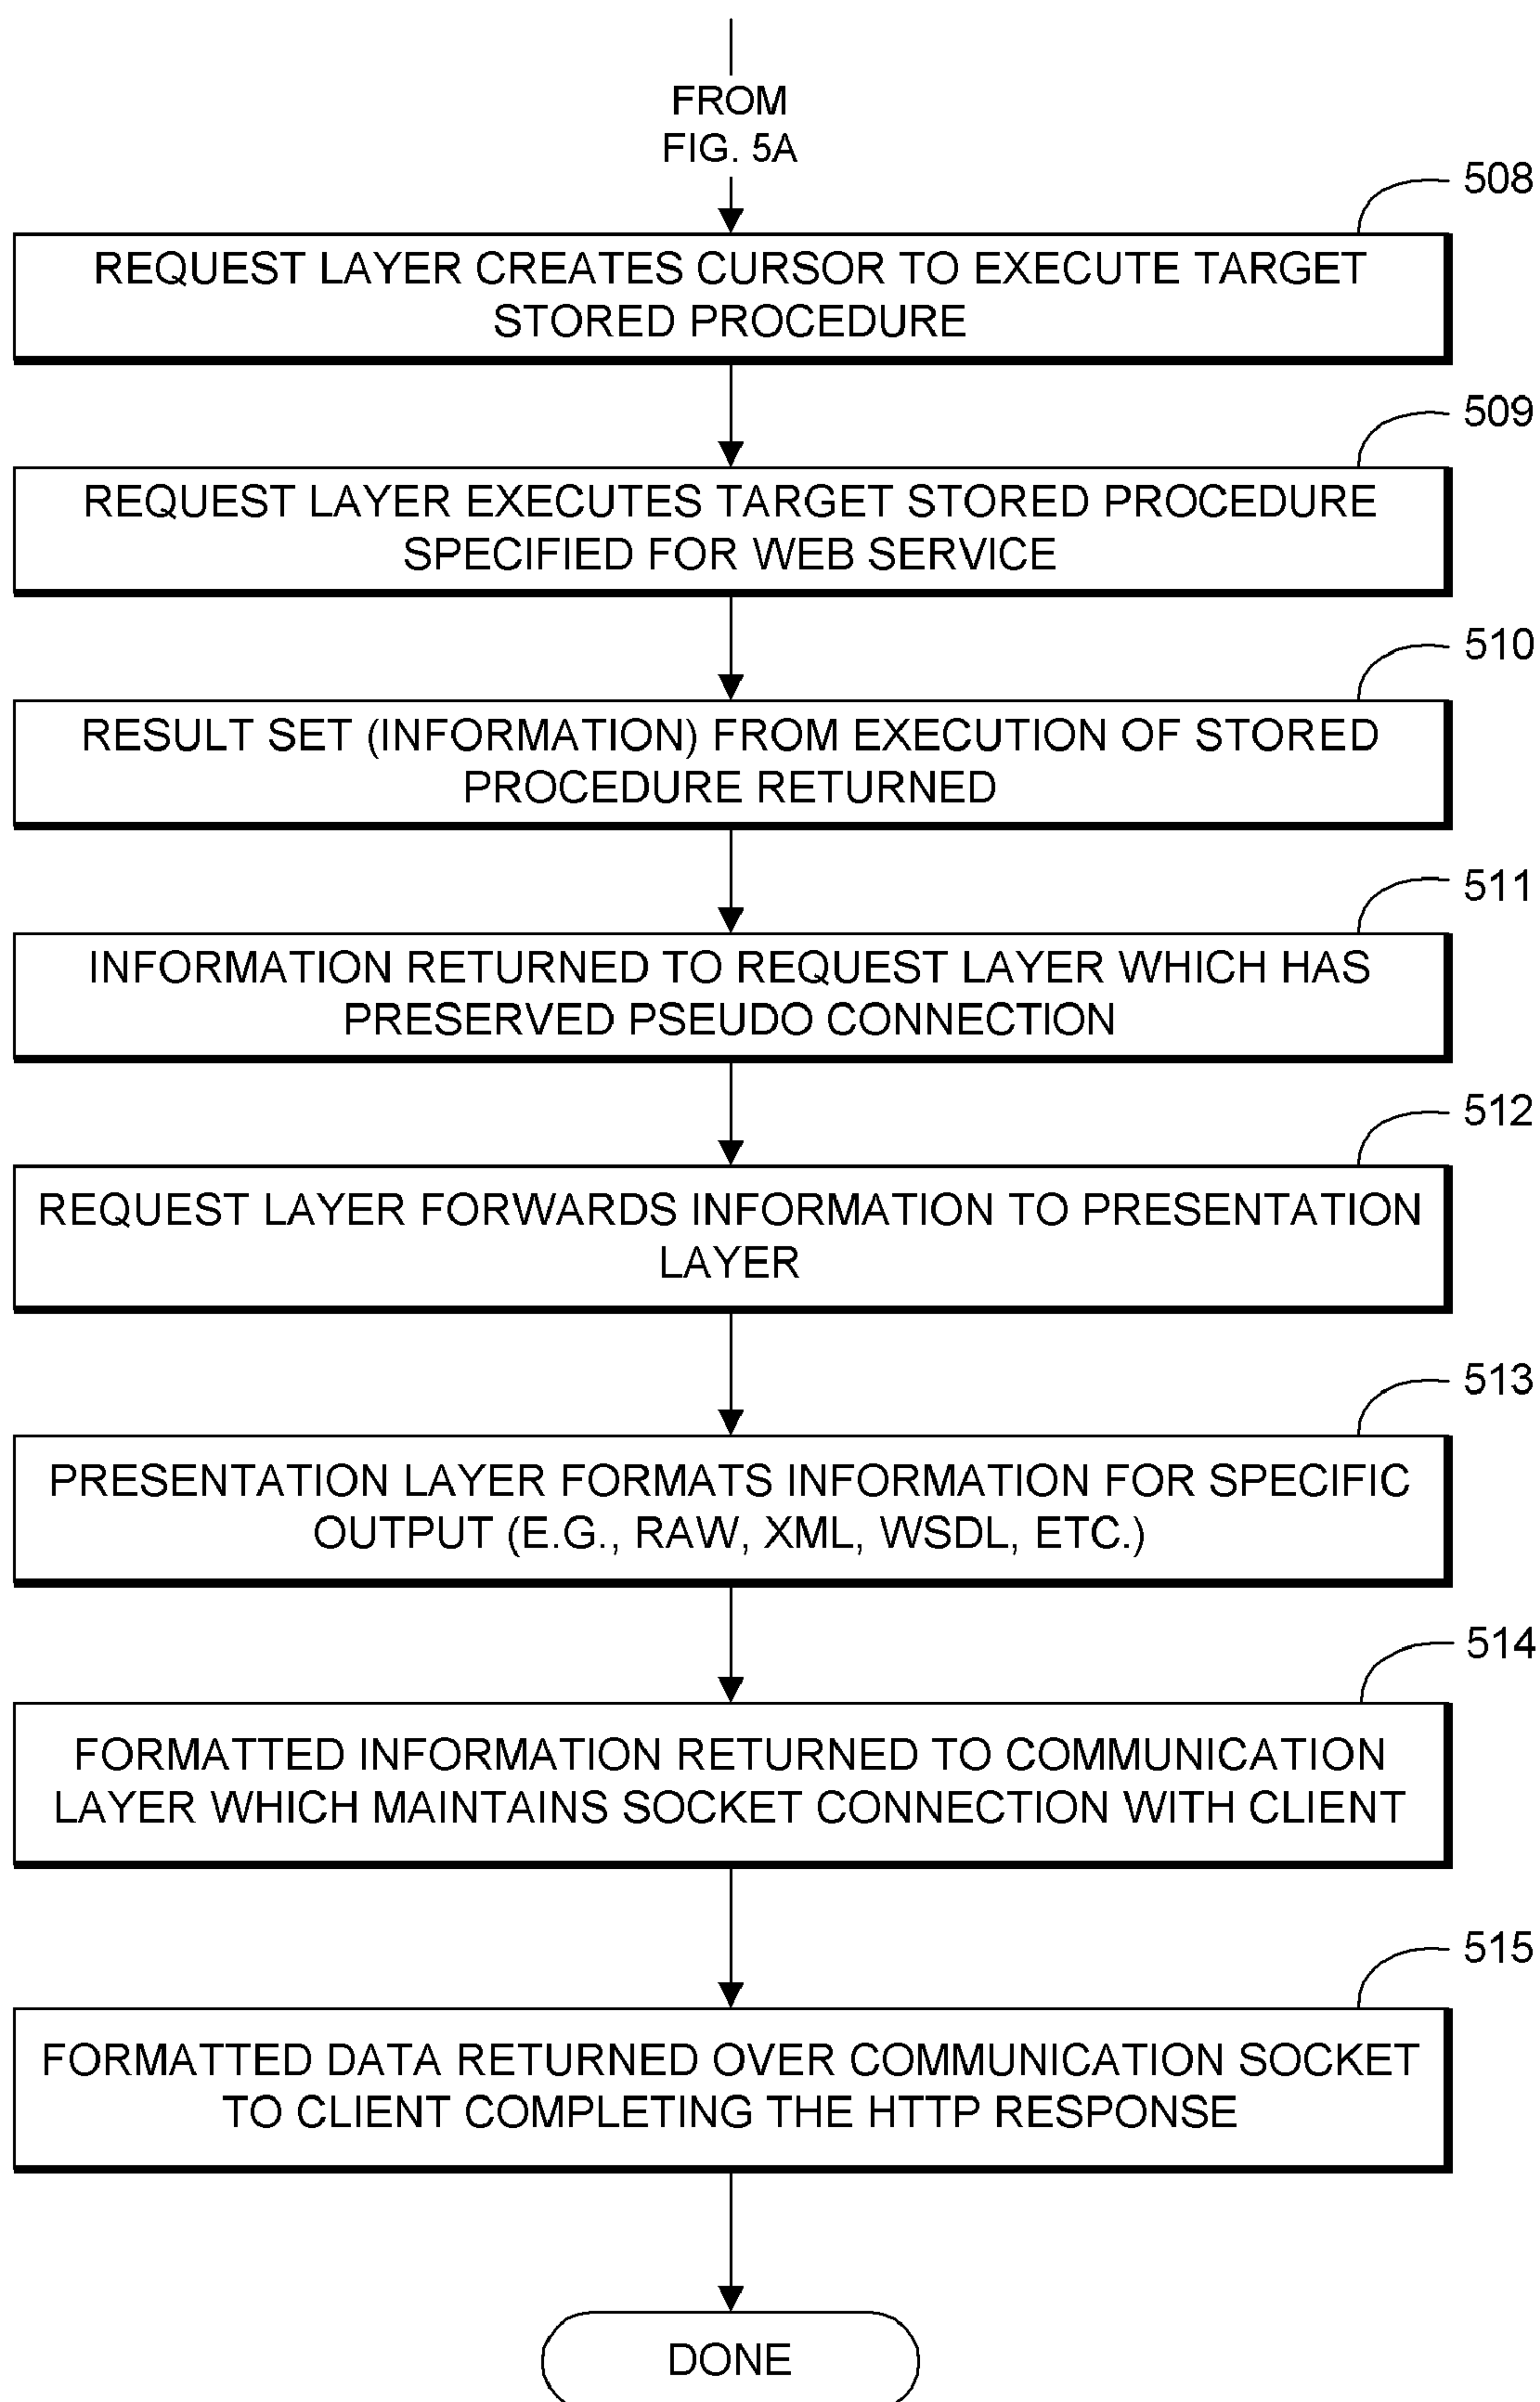 FROM
FIG. 5A
508
REQUEST LAYER CREATES CURSOR TO EXECUTE TARGET
STORED PROCEDURE
509
REQUEST LAYER EXECUTES TARGET STORED PROCEDURE
SPECIFIED FOR WEB SERVICE
510
RESULT SET (INFORMATION) FROM EXECUTION OF STORED
PROCEDURE RETURNED
511
INFORMATION RETURNED TO REQUEST LAYER WHICH HAS
PRESERVED PSEUDO CONNECTION
512
REQUEST LAYER FORWARDS INFORMATION TO PRESENTATION
LAYER
513
PRESENTATION LAYER FORMATS INFORMATION FOR SPECIFIC
OUTPUT (E.G., RAW, XML, WSDL, ETC.)
514
FORMATTED INFORMATION RETURNED TO COMMUNICATION
LAYER WHICH MAINTAINS SOCKET CONNECTION WITH CLIENT
515
FORMATTED DATA RETURNED OVER COMMUNICATION SOCKET
TO CLIENT COMPLETING THE HTTP RESPONSE
DONE